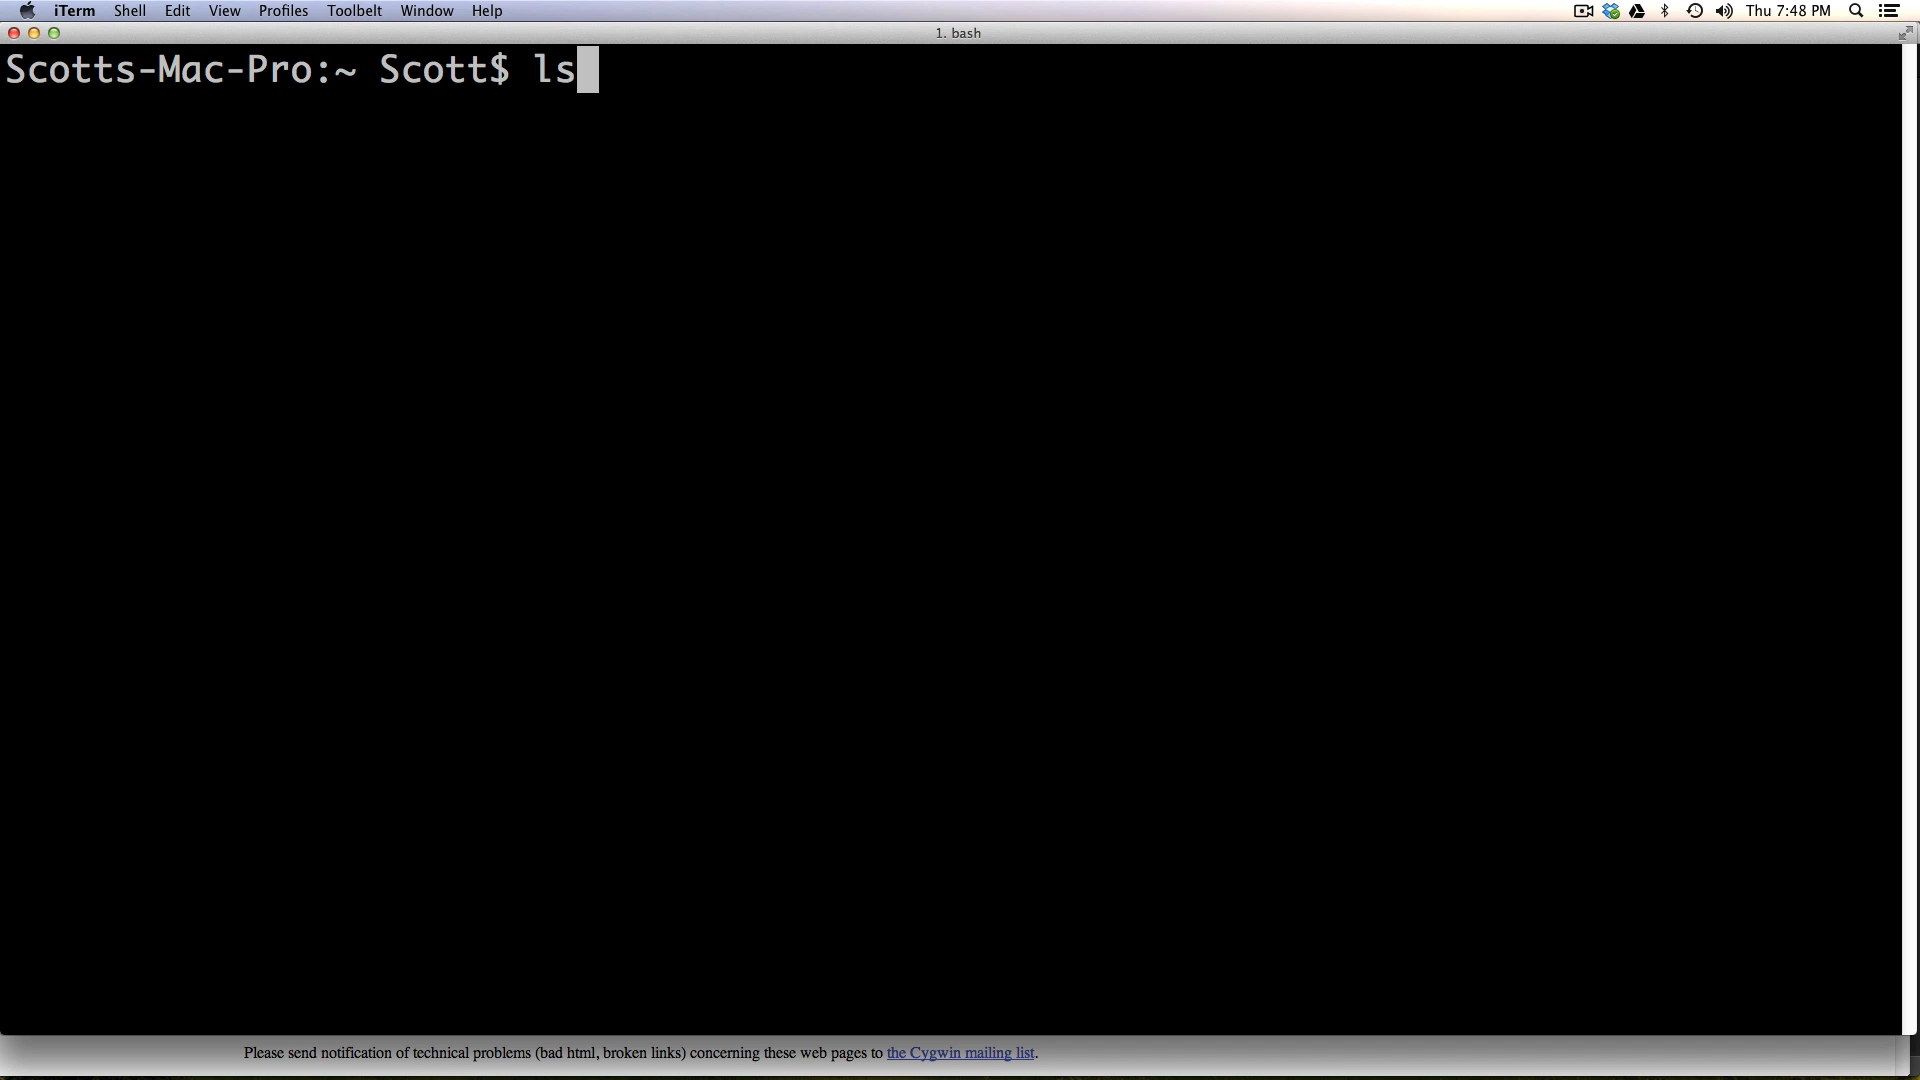 iTerm Shell Edit View Profiles Toolbelt Window Help Thu 7:48 PM
1. bash
Scotts-Mac-Pro:~ Scott$ ls
Please send notification of technical problems (bad html, broken links) concerning these web pages to the Cygwin mailing list.